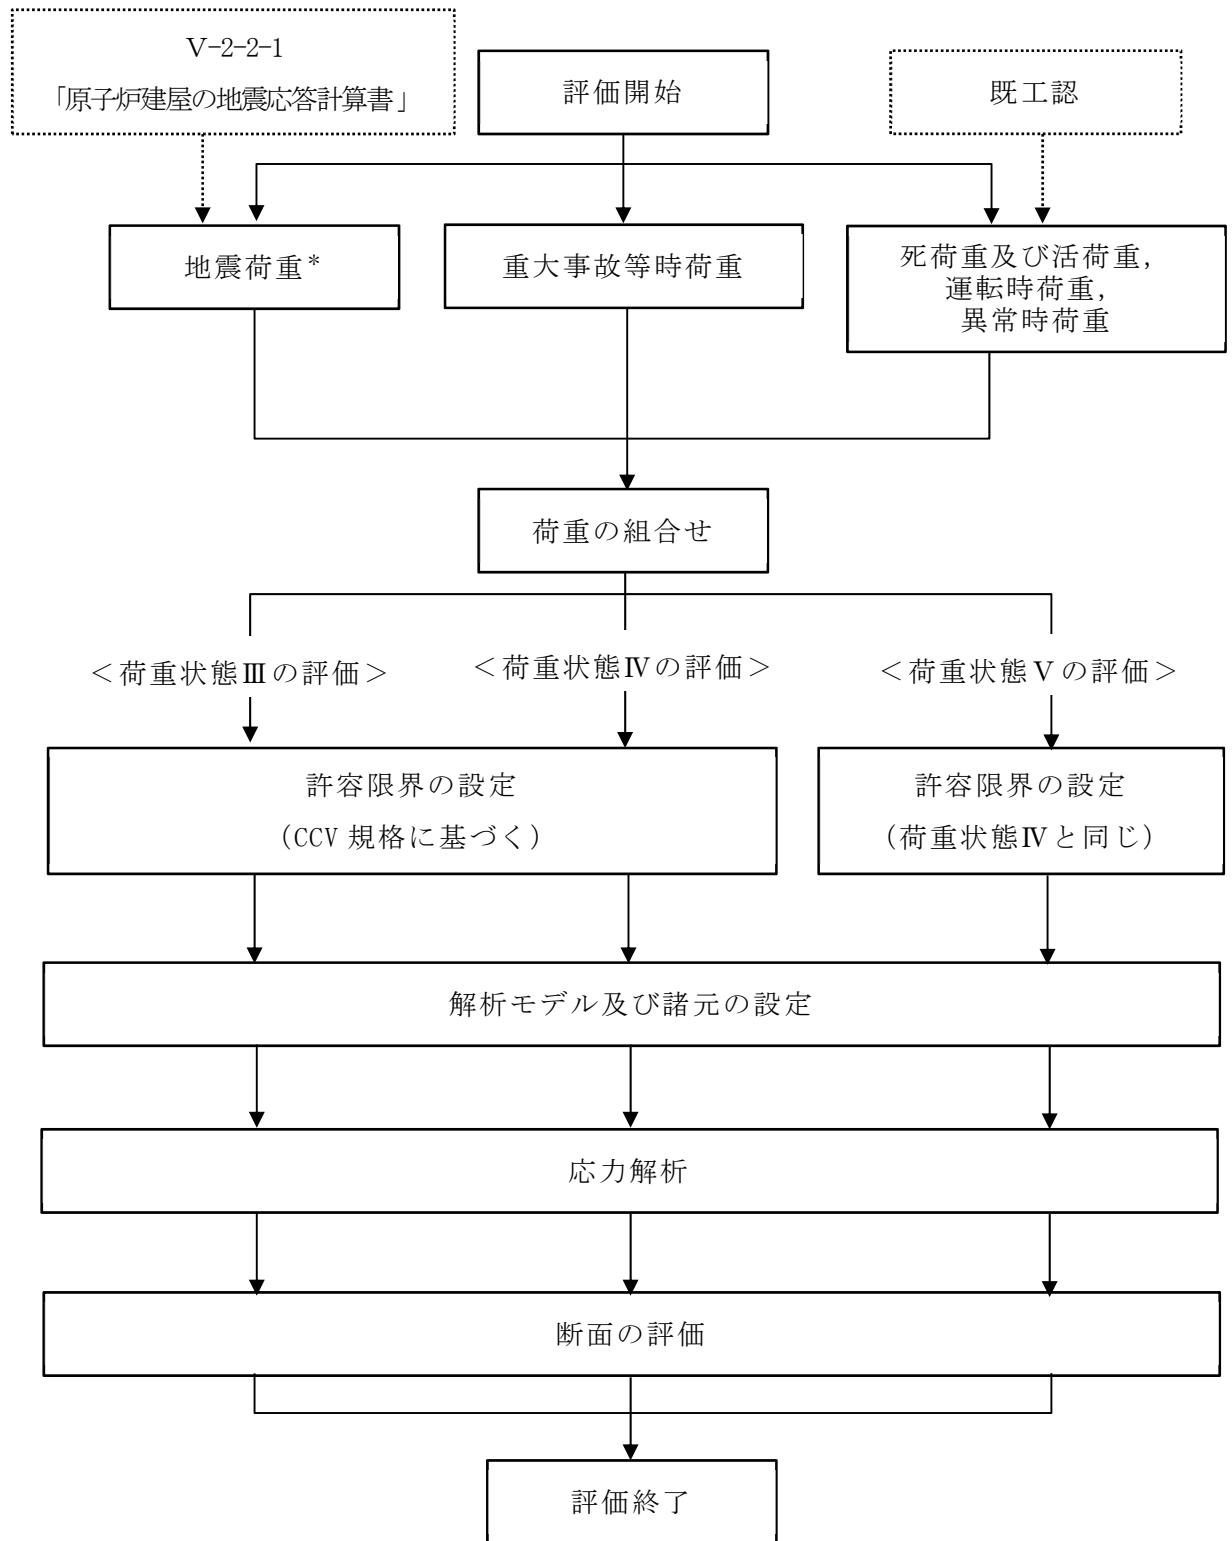 Ⅴ-2-2-1
「原子炉建屋の地震応答計算書」
評価開始
既工認
地震荷重*
重大事故等時荷重
死荷重及び活荷重,
運転時荷重,
異常時荷重
荷重の組合せ
<荷重状態Ⅲの評価>
<荷重状態Ⅳの評価>
<荷重状態Ⅴの評価>
許容限界の設定
(CCV 規格に基づく)
許容限界の設定
(荷重状態Ⅳと同じ)
解析モデル及び諸元の設定
応力解析
断面の評価
評価終了